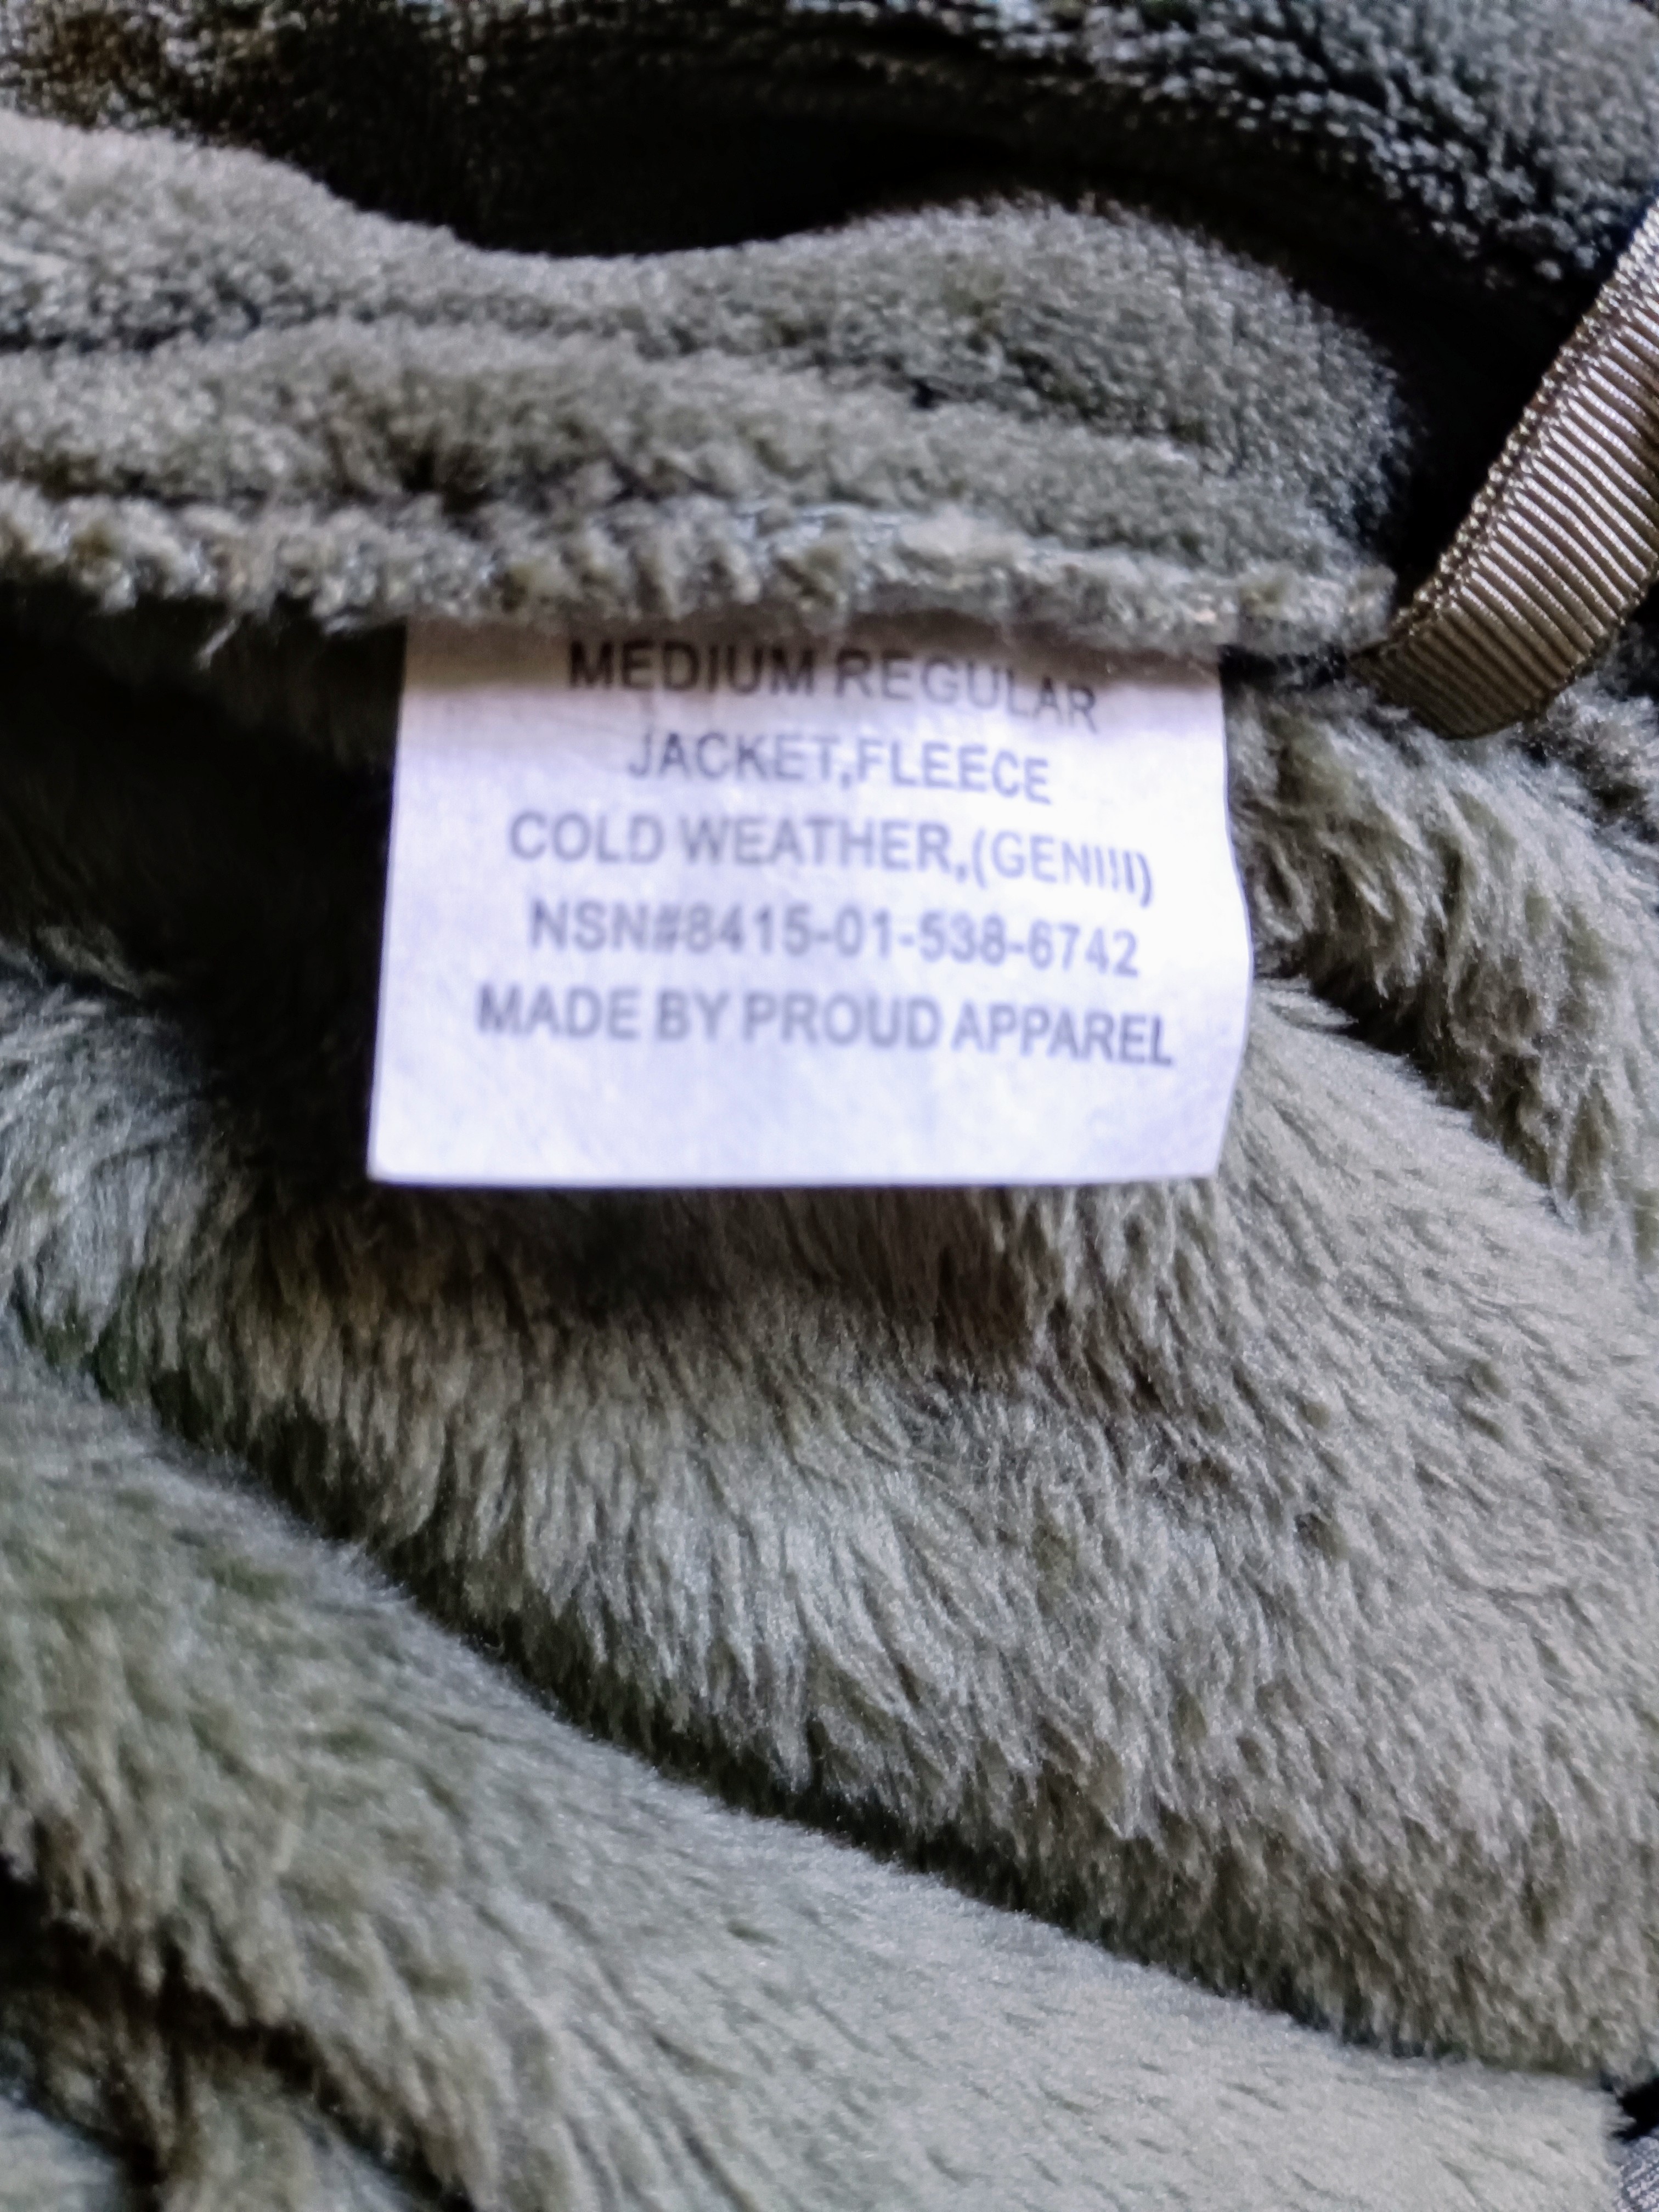 MEDIUM REGULAR
JACKET,FLEECE
COLD WEATHER,(GENIII)
NSN#8415-01-538-6742
MADE BY PROUD APPAREL